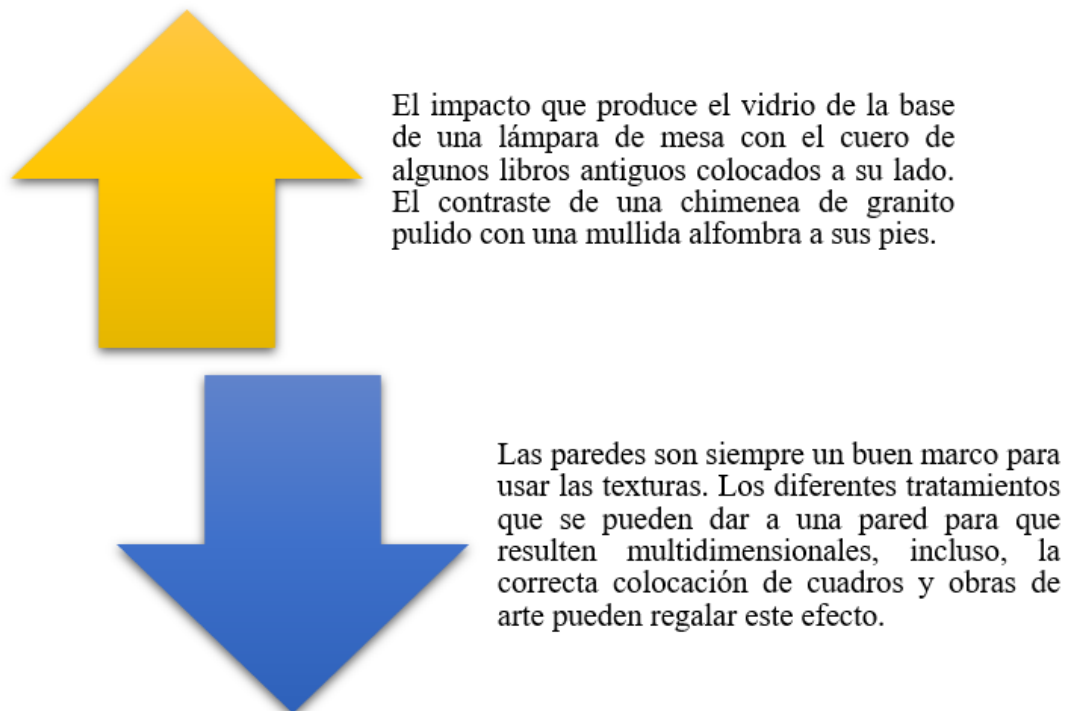 El impacto que produce el vidrio de la base
de una lámpara de mesa con el cuero de
algunos libros antiguos colocados a su lado.
El contraste de una chimenea de granito
pulido con una mullida alfombra a sus pies.
Las paredes son siempre un buen marco para
usar las texturas. Los diferentes tratamientos
que se pueden dar a una pared para que
resulten multidimensionales, incluso, la
correcta colocación de cuadros y obras de
arte pueden regalar este efecto.